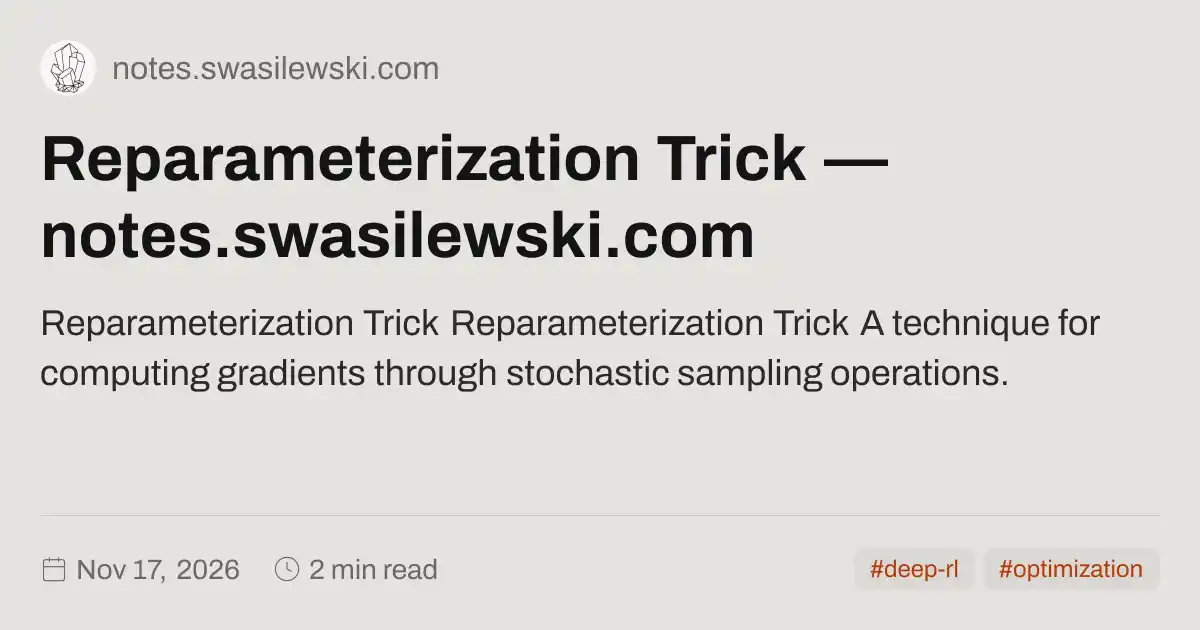 notes.swasilewski.com
Reparameterization Trick —
notes.swasilewski.com
Reparameterization Trick Reparameterization Trick A technique for
computing gradients through stochastic sampling operations.
Nov 17, 2026 2 min read #deep-rl #optimization